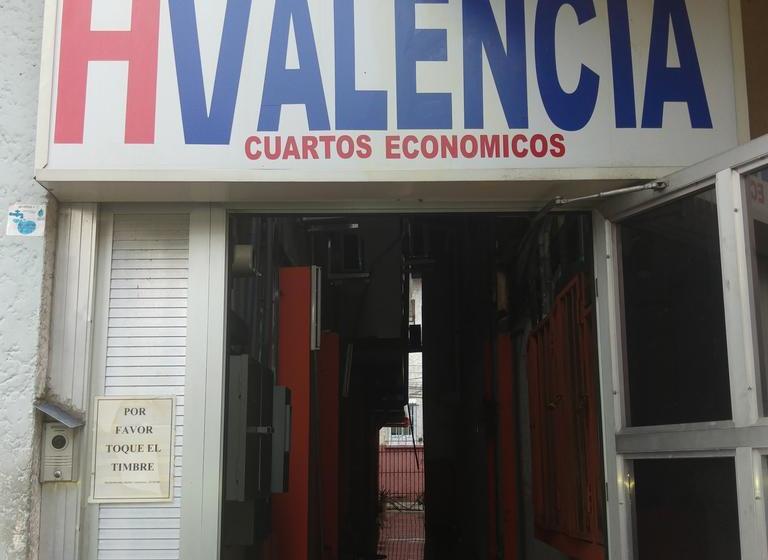 HVALENCIA
CUARTOS ECONOMICOS
POR
FAVOR
TOQUE EL
TIMBRE